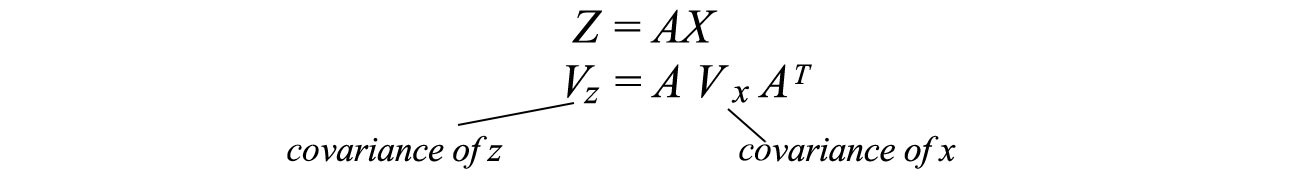 Z = AX
V_z = A V_x A^T
covariance of z
covariance of x